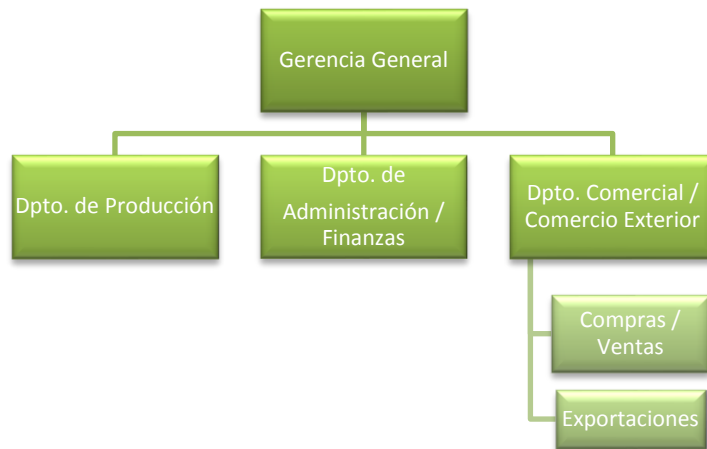 Gerencia General
Dpto. de Producción
Dpto. de
Administración /
Finanzas
Dpto. Comercial /
Comercio Exterior
Compras /
Ventas
Exportaciones